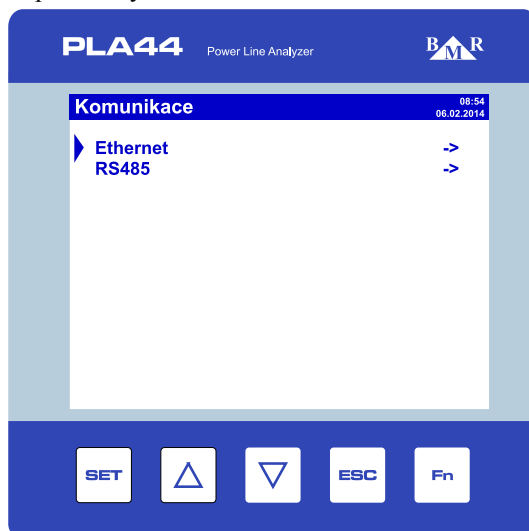 PLA44 Power Line Analyzer BMR
Komunikace 08:54
06.02.2014
Ethernet ->
RS485 ->
SET ESC Fn